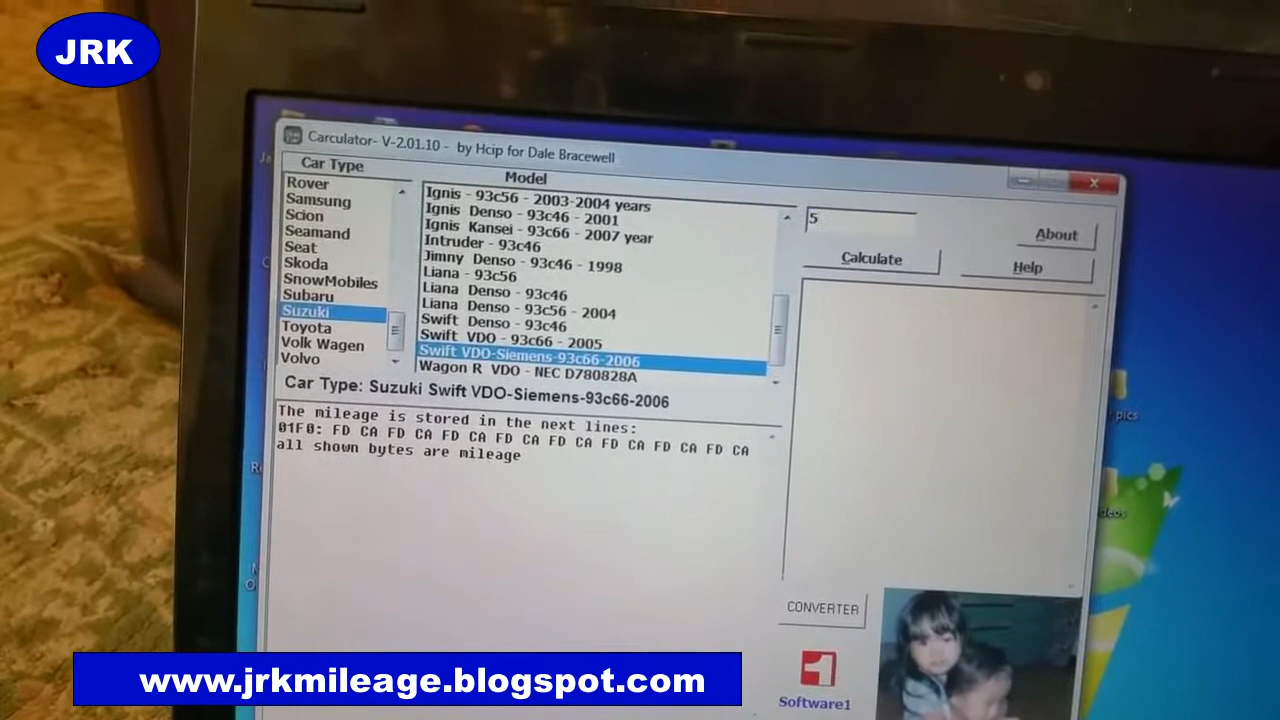 JRK
Carculator- V-2.01.10 - by Hcip for Dale Bracewell
Car Type
Model
Rover
Samsung
Scion
Seamand
Seat
Skoda
SnowMobiles
Subaru
Suzuki
Toyota
Volk Wagen
Volvo
Ignis - 93c56 - 2003-2004 years
Ignis Denso - 93c46 - 2001
Ignis Kansei - 93c66 - 2007 year
Intruder - 93c46
Jimny Denso - 93c46 - 1998
Liana - 93c56
Liana Denso - 93c46
Liana Denso - 93c56 - 2004
Swift Denso - 93c46
Swift VDO - 93c66 - 2005
Swift VDO-Siemens-93c66-2006
Wagon R VDO - NEC D780828A
5
About
Calculate
Help
Car Type: Suzuki Swift VDO-Siemens-93c66-2006
The mileage is stored in the next lines:
01F0: FD CA FD CA FD CA FD CA FD CA FD CA FD CA FD CA
all shown bytes are mileage
pics
CONVERTER
Software1
www.jrkmileage.blogspot.com